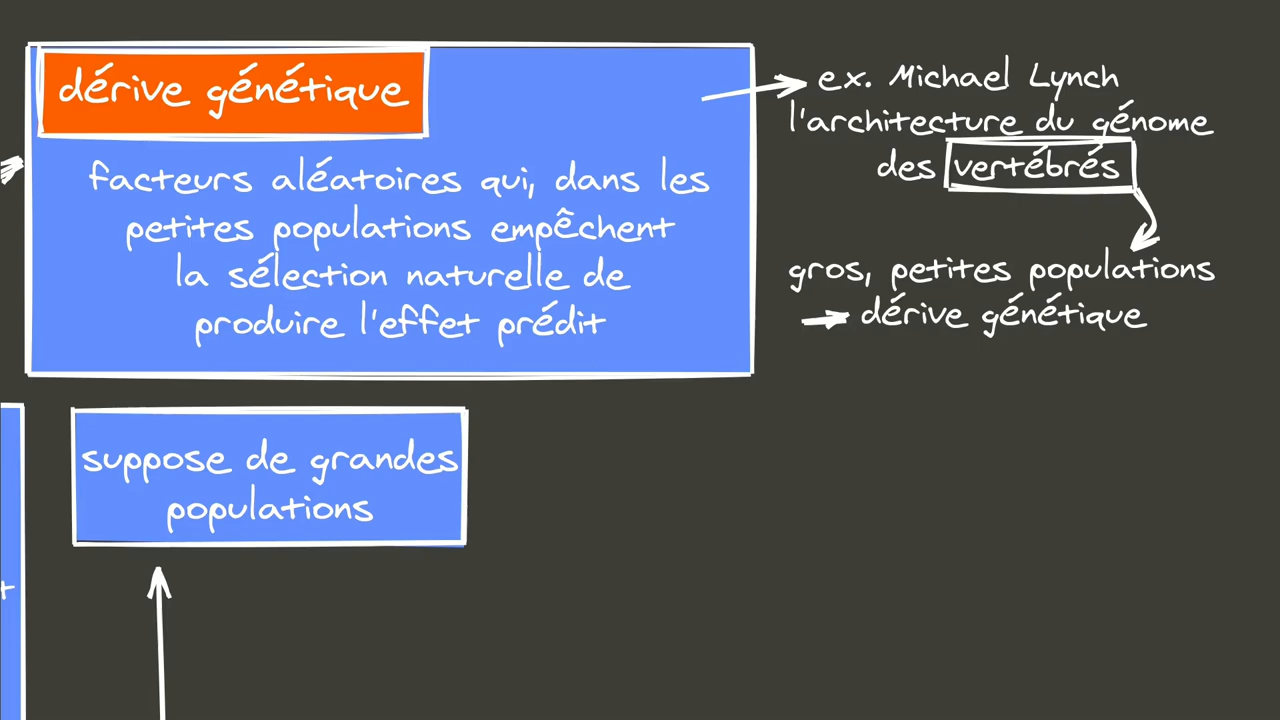 dérive génétique
facteurs aléatoires qui, dans les
petites populations empêchent
la sélection naturelle de
produire l'effet prédit
ex. Michael Lynch
l'architecture du génome
des vertébrés
gros, petites populations
dérive génétique
suppose de grandes
populations